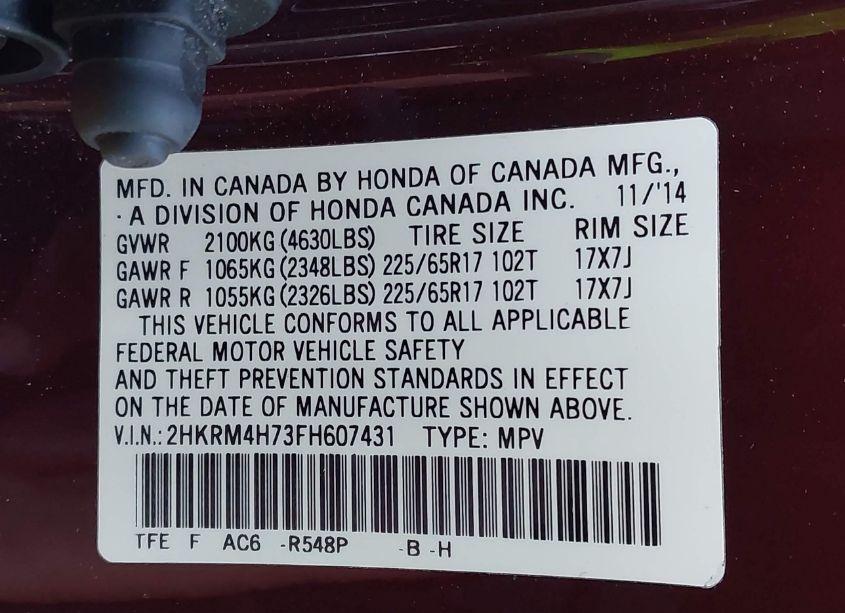 MFD. IN CANADA BY HONDA OF CANADA MFG.,
· A DIVISION OF HONDA CANADA INC. 11/'14
GVWR 2100KG (4630LBS) TIRE SIZE RIM SIZE
GAWR F 1065KG (2348LBS) 225/65R17 102T 17X7J
GAWR R 1055KG (2326LBS) 225/65R17 102T 17X7J
THIS VEHICLE CONFORMS TO ALL APPLICABLE
FEDERAL MOTOR VEHICLE SAFETY
AND THEFT PREVENTION STANDARDS IN EFFECT
ON THE DATE OF MANUFACTURE SHOWN ABOVE.
V.I.N.: 2HKRM4H73FH607431 TYPE: MPV
TFE F AC6 -R548P -B -H